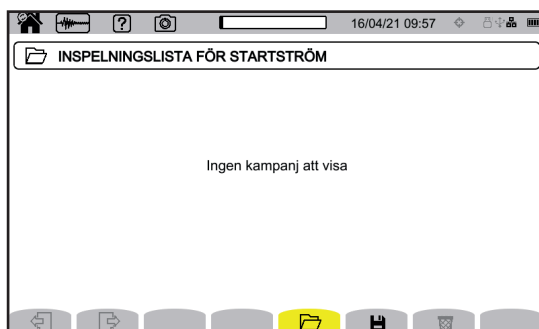 16/04/21 09:57
INSPELNINGSLISTA FÖR STARTSTRÖM
Ingen kampanj att visa